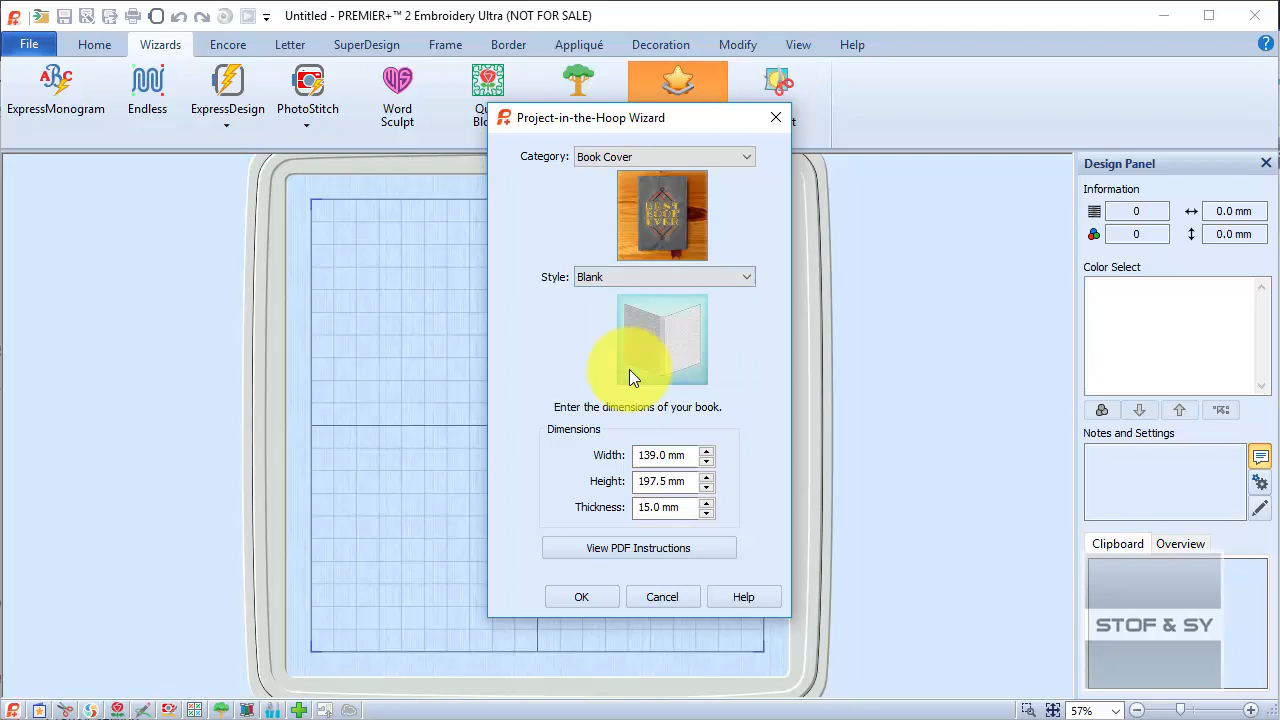 Untitled - PREMIER+™ 2 Embroidery Ultra (NOT FOR SALE)
File Home Wizards Encore Letter SuperDesign Frame Border Appliqué Decoration Modify View Help
ExpressMonogram Endless ExpressDesign PhotoStitch Word Sculpt
Project-in-the-Hoop Wizard
Category: Book Cover
BEST BOOK EVER
Style: Blank
Enter the dimensions of your book.
Dimensions
Width: 139.0 mm
Height: 197.5 mm
Thickness: 15.0 mm
View PDF Instructions
OK Cancel Help
Design Panel
Information
0 0.0 mm
0 0.0 mm
Color Select
Notes and Settings
Clipboard Overview
STOF & SY
57%